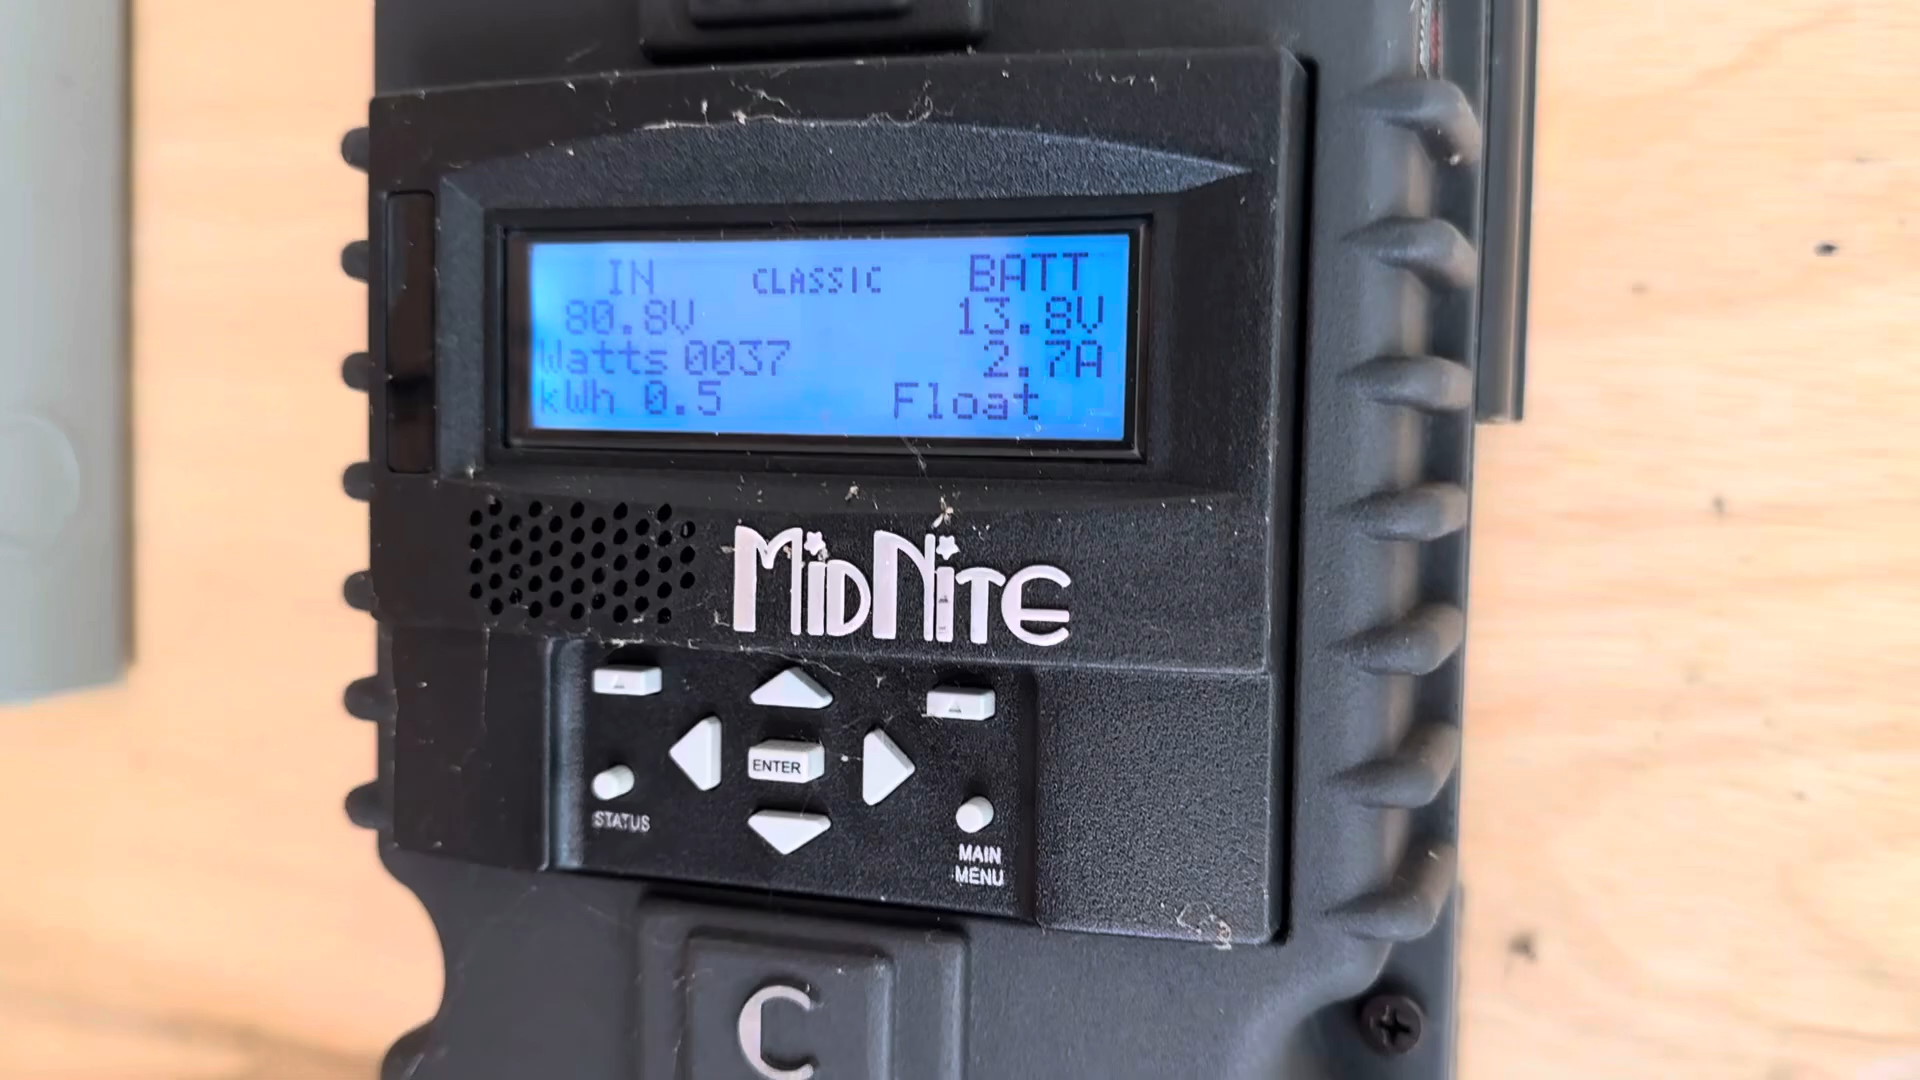 IN CLASSIC BATT
80.8V 13.8V
Watts 0037 2.7A
kWh 0.5 Float
MIDNITE
ENTER
STATUS
MAIN
MENU
C